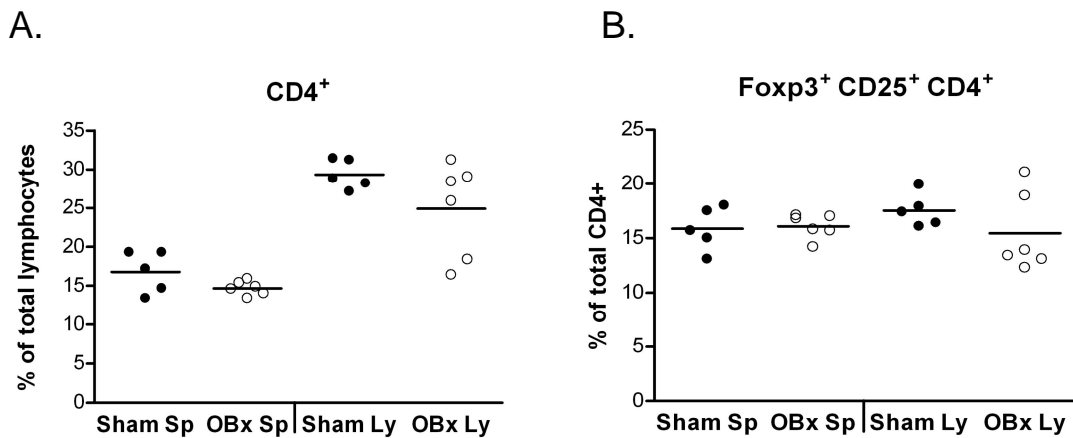 A.
CD4⁺
% of total lymphocytes
35
30
25
20
15
10
5
0
Sham Sp OBx Sp Sham Ly OBx Ly
B.
Foxp3⁺ CD25⁺ CD4⁺
% of total CD4+
25
20
15
10
5
0
Sham Sp OBx Sp Sham Ly OBx Ly